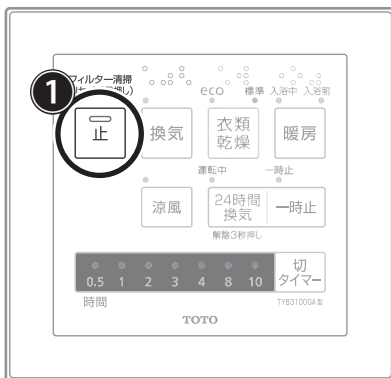 フィルター清掃
1
eco 標準 入浴中 入浴前
止
換気
衣類
乾燥
暖房
運転中 一時止
涼風
24時間
換気
一時止
解除3秒押し
0.5 1 2 3 4 8 10
切
タイマー
時間
TYB3100GA型
TOTO